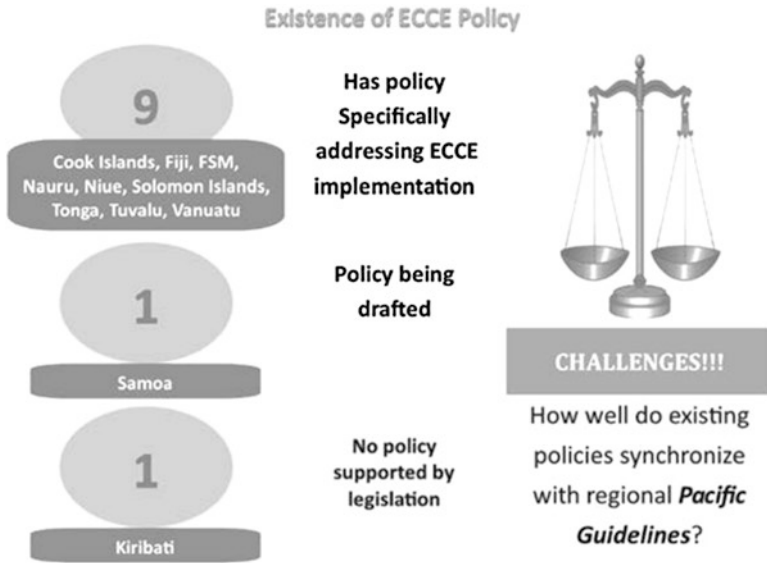 Existence of ECCE Policy
9
Cook Islands, Fiji, FSM,
Nauru, Niue, Solomon Islands,
Tonga, Tuvalu, Vanuatu
Has policy
Specifically
addressing ECCE
implementation
1
Samoa
Policy being
drafted
1
Kiribati
No policy
supported by
legislation
CHALLENGES!!!
How well do existing
policies synchronize
with regional Pacific
Guidelines?